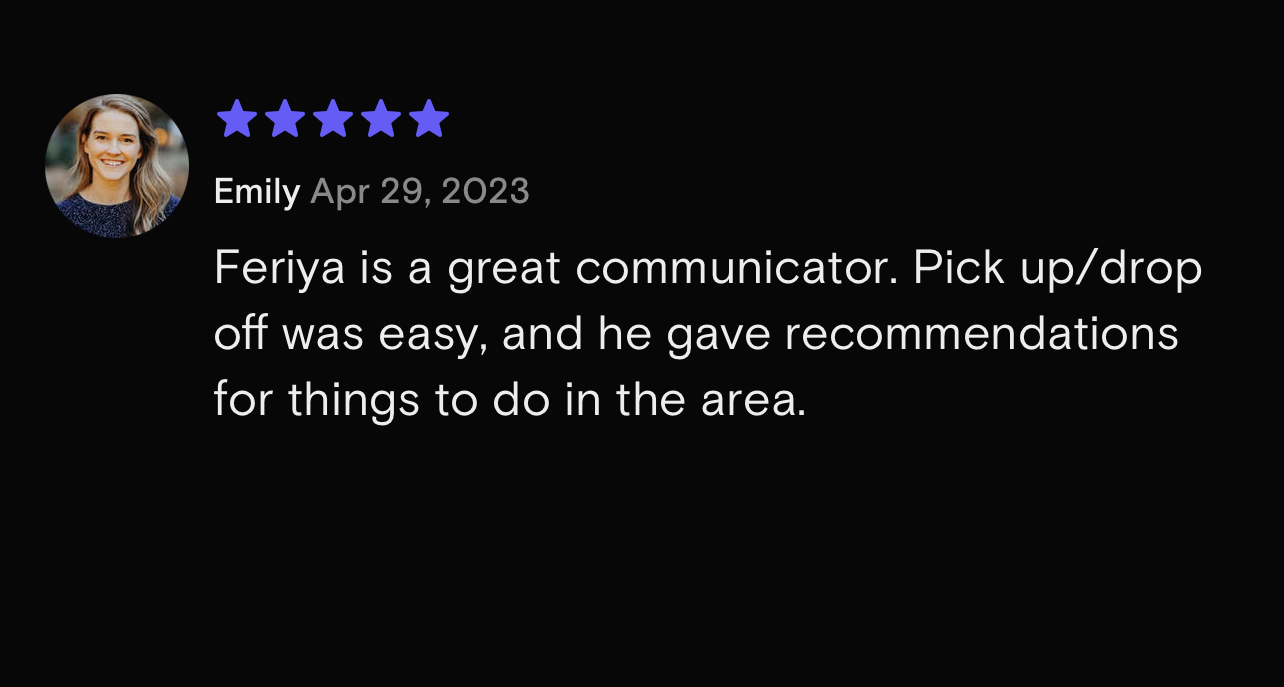 Emily Apr 29, 2023
Feriya is a great communicator. Pick up/drop
off was easy, and he gave recommendations
for things to do in the area.